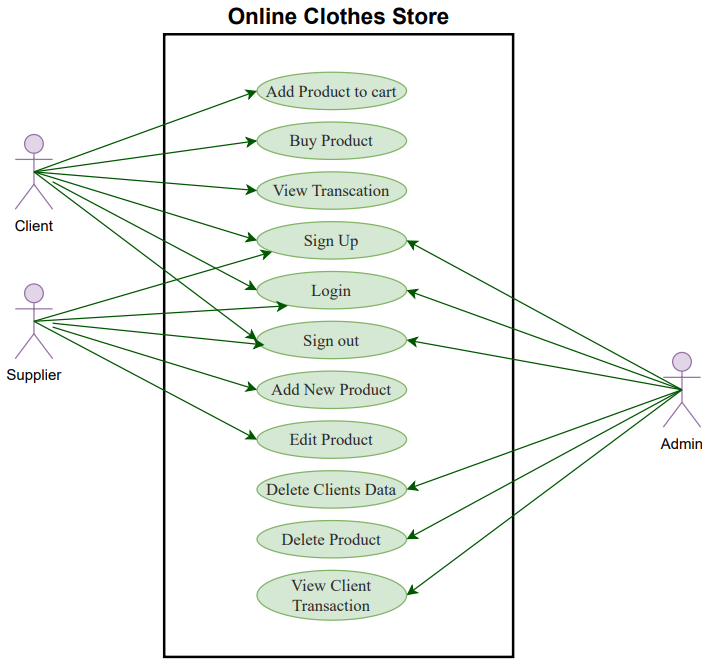 Online Clothes Store
Add Product to cart
Buy Product
View Transcation
Client
Sign Up
Login
Sign out
Supplier
Add New Product
Edit Product
Admin
Delete Clients Data
Delete Product
View Client
Transaction